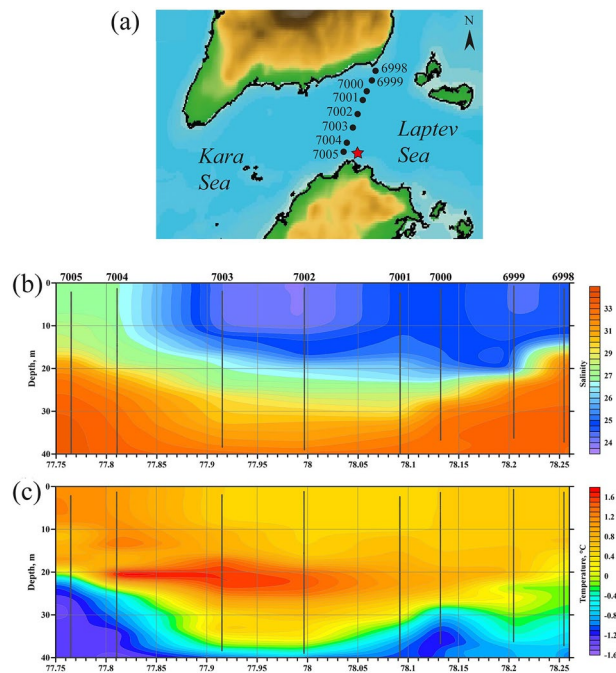 (a)
N
6998
7000 6999
7001
7002
7003
7004
7005
Laptev
Sea
Kara
Sea
(b)
7005 7004 7003 7002 7001 7000 6999 6998
0
10
20
30
40
Depth, m
77.75 77.8 77.85 77.9 77.95 78 78.05 78.1 78.15 78.2 78.25
33
31
30
29
27
26
25
24
Salinity
(c)
0
10
20
30
40
Depth, m
77.75 77.8 77.85 77.9 77.95 78 78.05 78.1 78.15 78.2 78.25
1.6
1.2
0.8
0.4
0
-0.4
-0.8
-1.2
-1.6
Temperature, °C